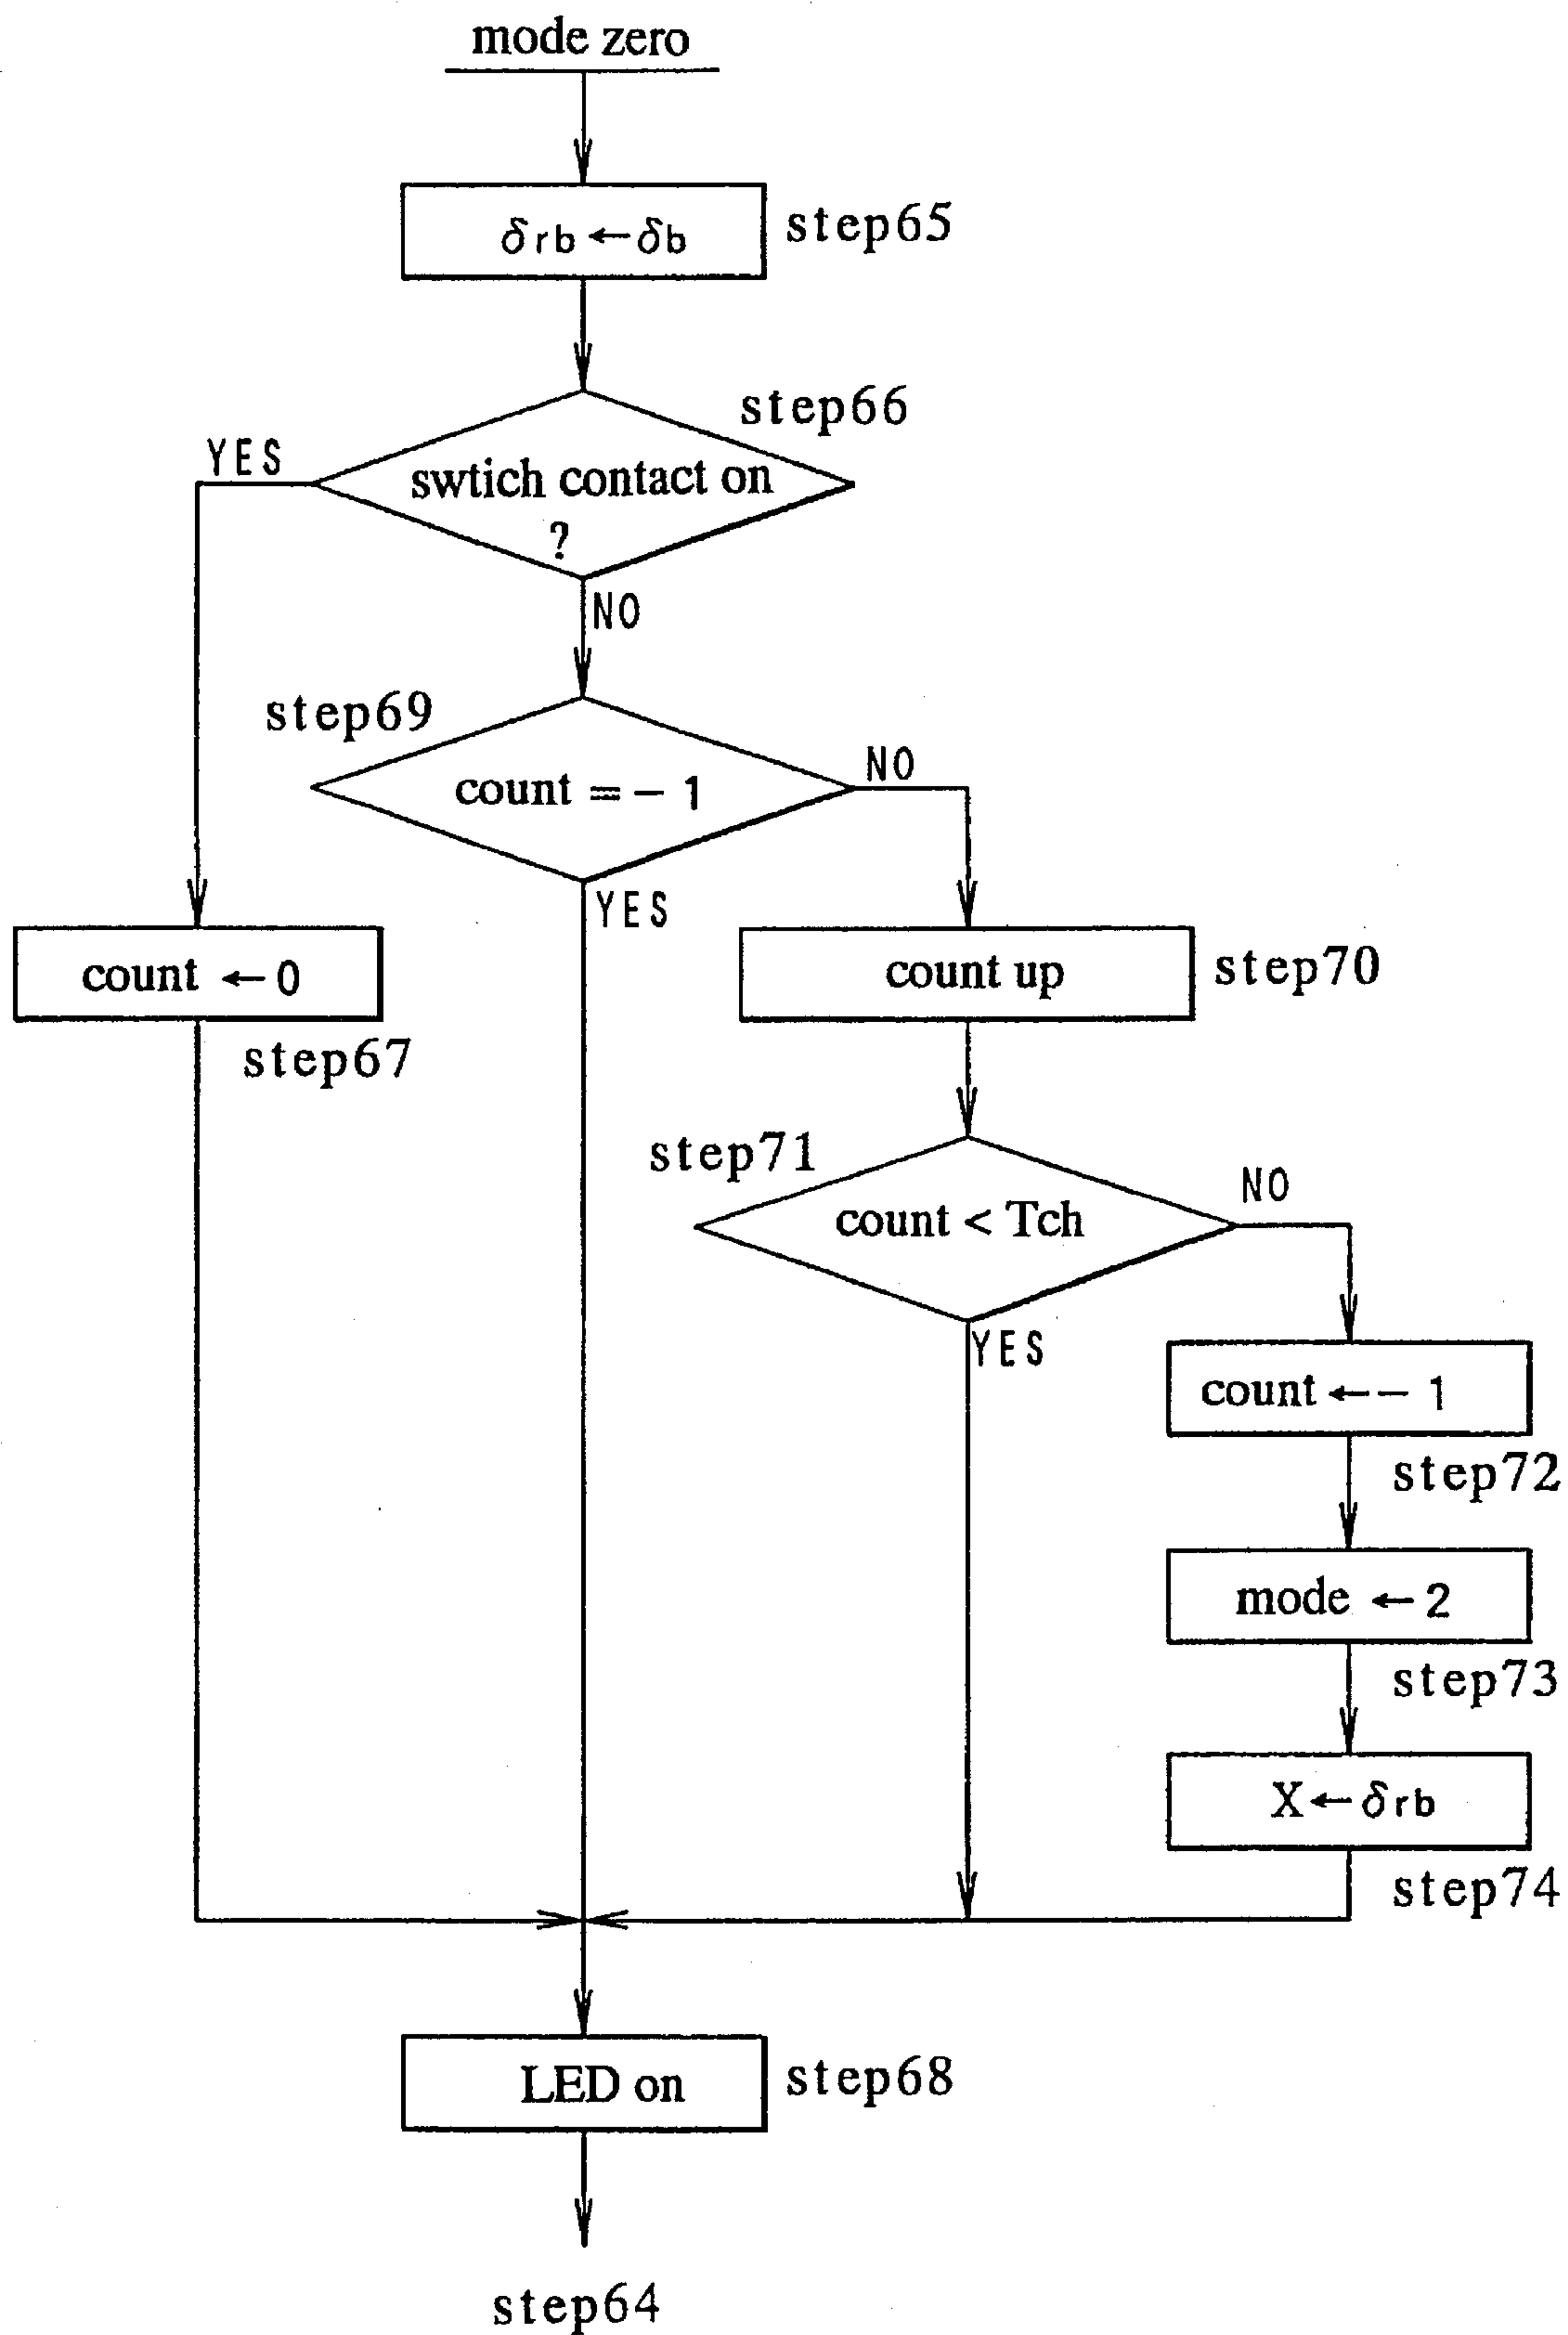 mode zero
δrb←δb
step65
step66
YES
swtich contact on
?
NO
step69
count = - 1
NO
YES
count ←0
step67
count up
step70
step71
count < Tch
NO
YES
count ←- 1
step72
mode ←2
step73
X←δrb
step74
LED on
step68
step64